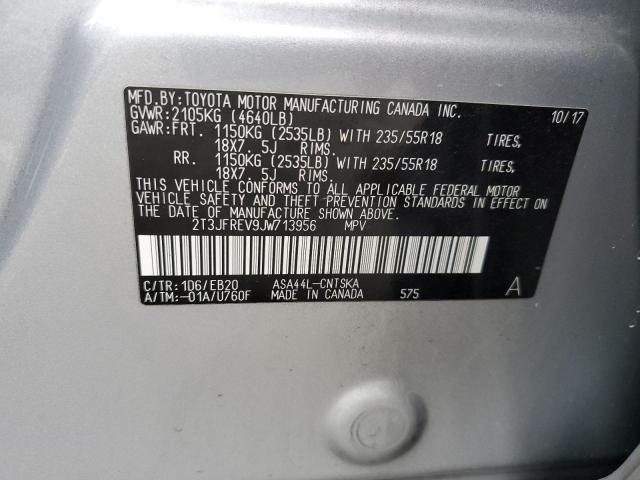 MFD.BY:TOYOTA MOTOR MANUFACTURING CANADA INC. 10/17
GVWR:2105KG (4640LB)
GAWR:FRT. 1150KG (2535LB) WITH 235/55R18 TIRES,
18X7. 5J RIMS.
RR. 1150KG (2535LB) WITH 235/55R18 TIRES,
18X7. 5J RIMS.
THIS VEHICLE CONFORMS TO ALL APPLICABLE FEDERAL MOTOR
VEHICLE SAFETY AND THEFT PREVENTION STANDARDS IN EFFECT
ON THE DATE OF MANUFACTURE SHOWN ABOVE.
2T3JFREV9JW713956 MPV
C/TR:1D6/EB20 ASA44L-CNTSKA
A/TM:-01A/U760F MADE IN CANADA 575 A